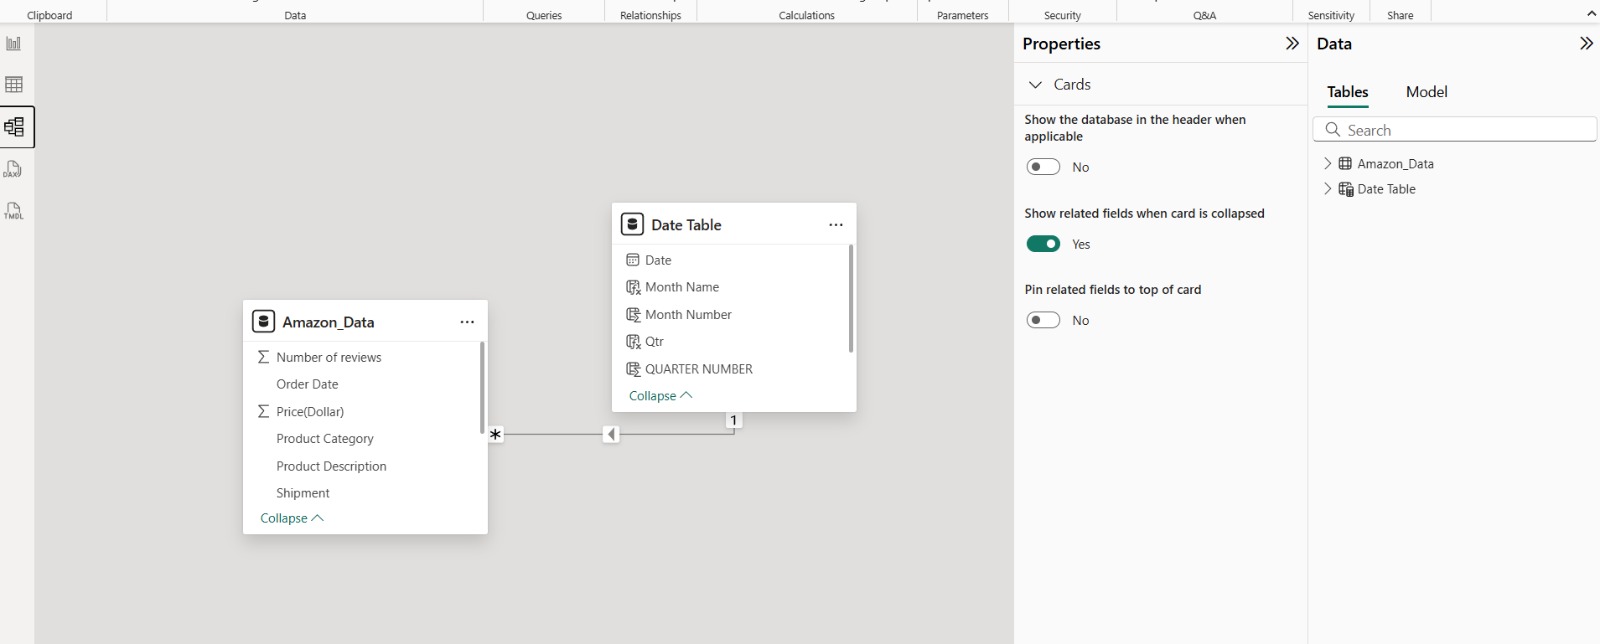 Clipboard
Data
Queries
Relationships
Calculations
Parameters
Security
Q&A
Sensitivity
Share
DAX
TMDL
Amazon_Data
Number of reviews
Order Date
Price(Dollar)
Product Category
Product Description
Shipment
Collapse
*
1
Date Table
Date
Month Name
Month Number
Qtr
QUARTER NUMBER
Collapse
Properties
Cards
Show the database in the header when
applicable
No
Show related fields when card is collapsed
Yes
Pin related fields to top of card
No
Data
Tables Model
Search
Amazon_Data
Date Table